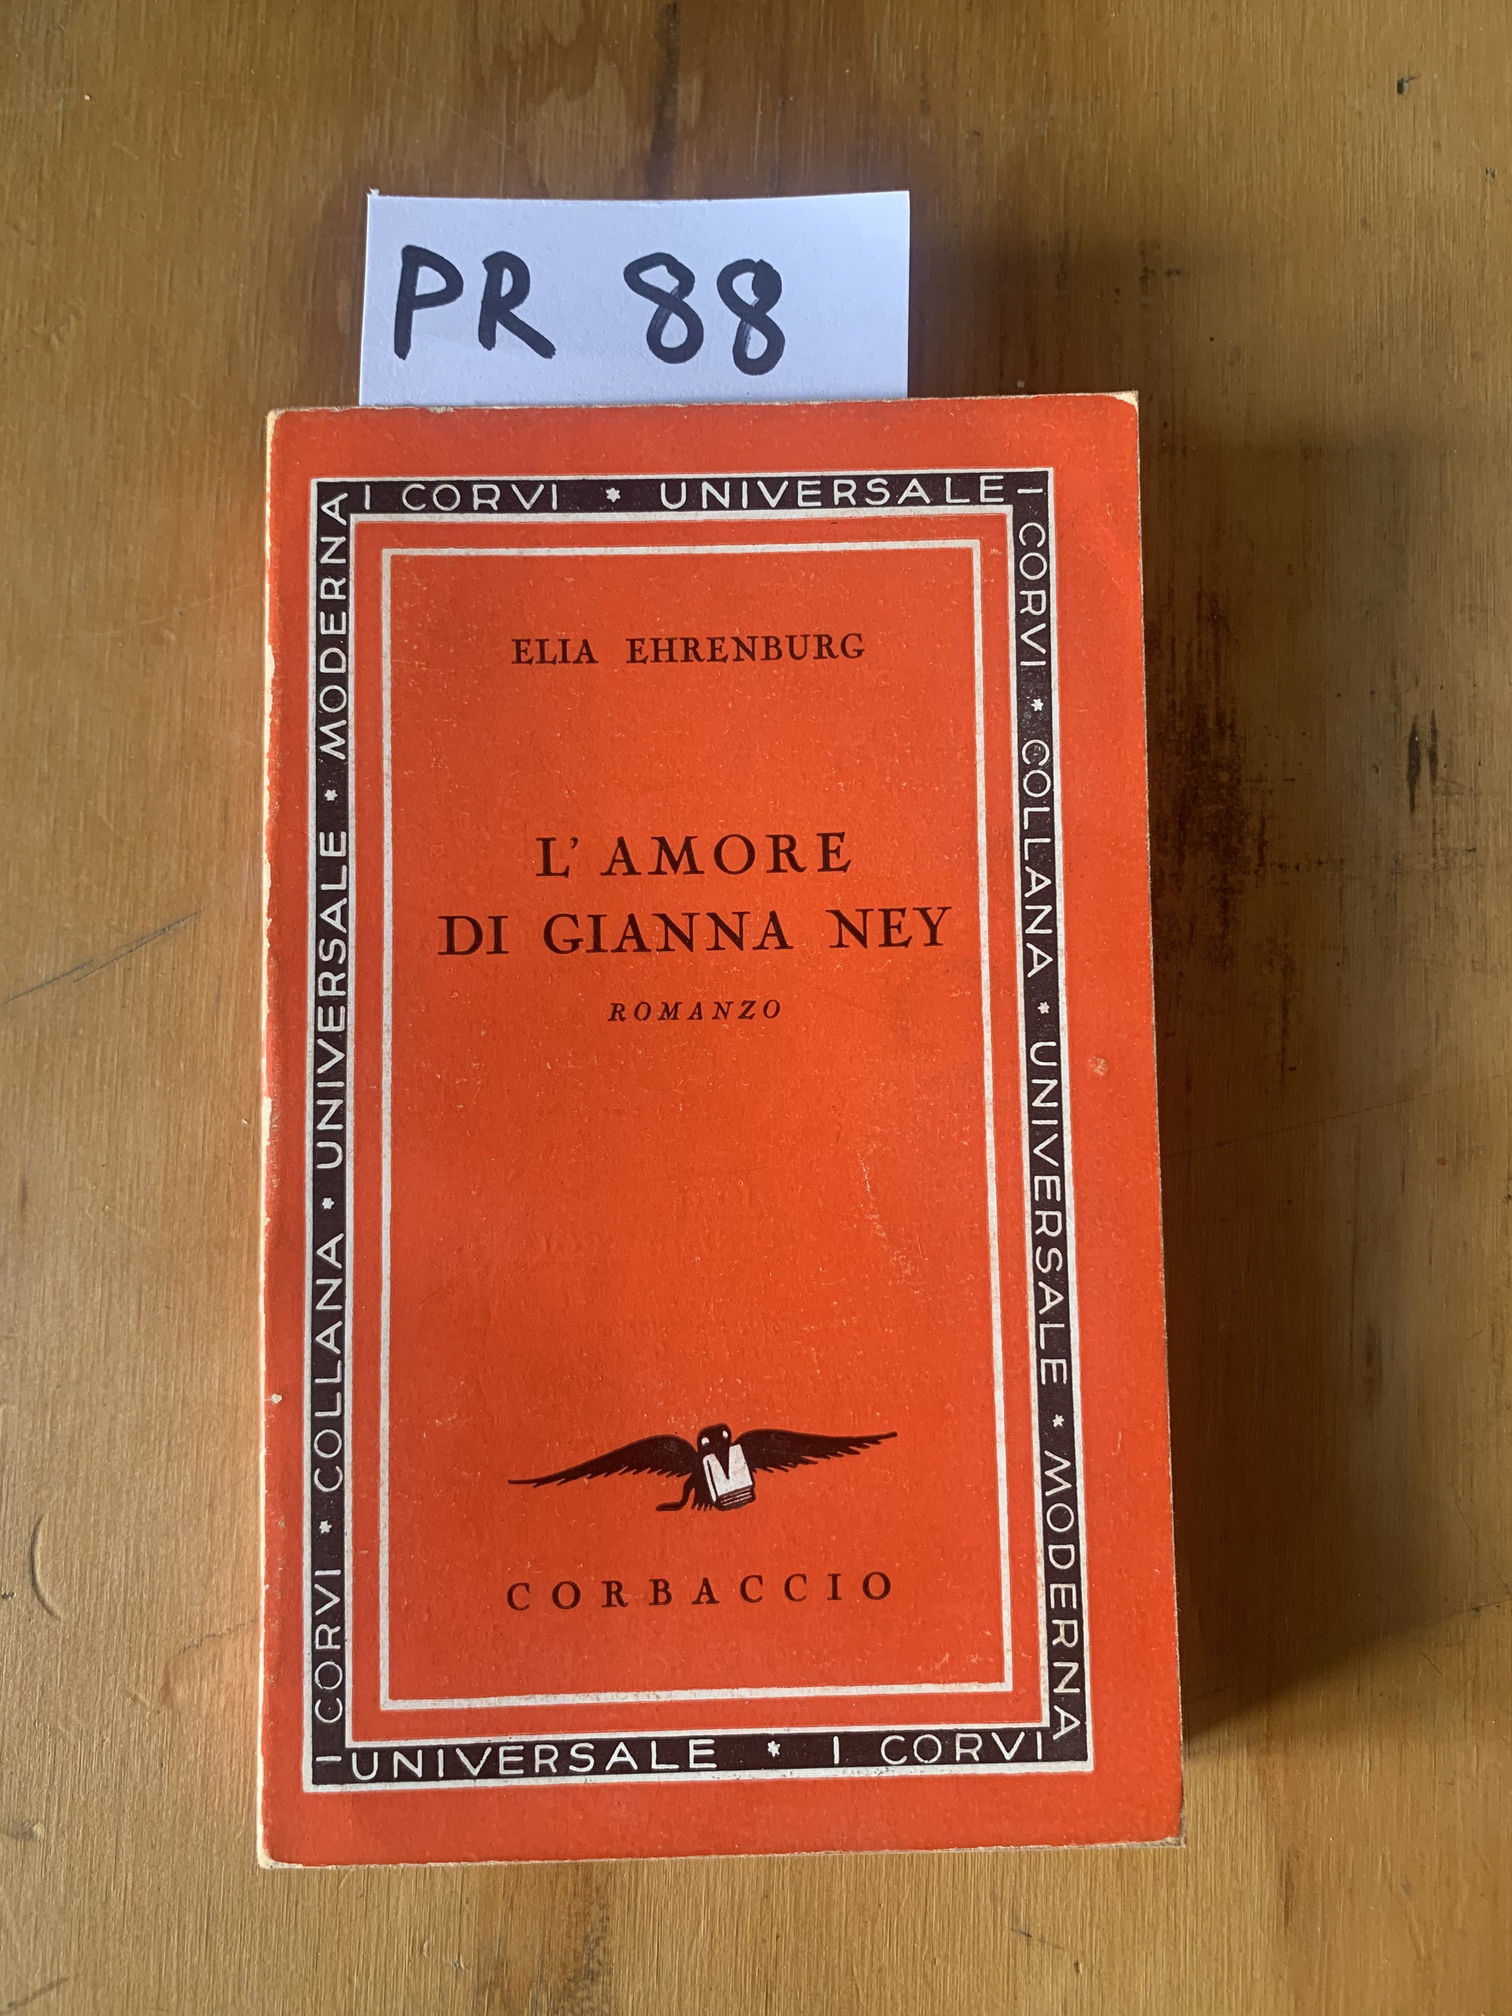 PR 88
I CORVI * UNIVERSALE
I CORVI * COLLANA * UNIVERSALE * MODERNA
I CORVI * COLLANA * UNIVERSALE * MODERNA
ELIA EHRENBURG
L'AMORE
DI GIANNA NEY
ROMANZO
CORBACCIO
UNIVERSALE * I CORVI